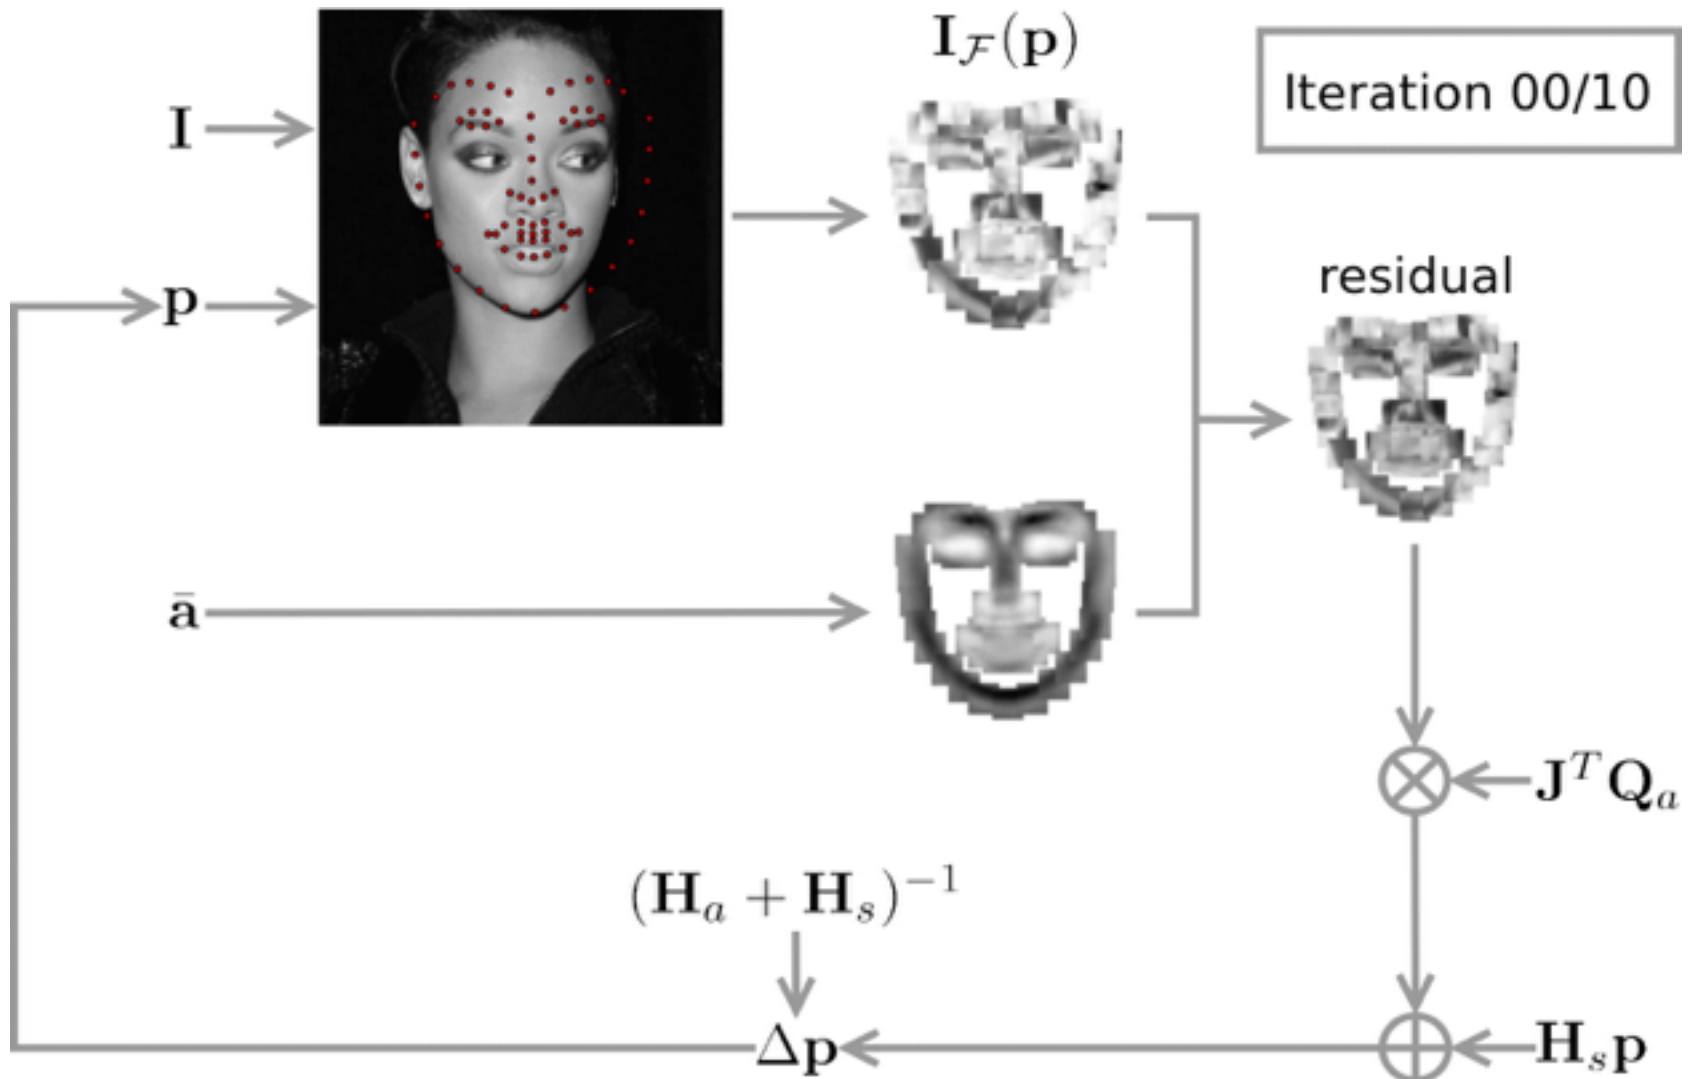 I_F(p)
Iteration 00/10
I
residual
p
ā
J^T Q_a
(H_a + H_s)^{-1}
Δp
H_s p